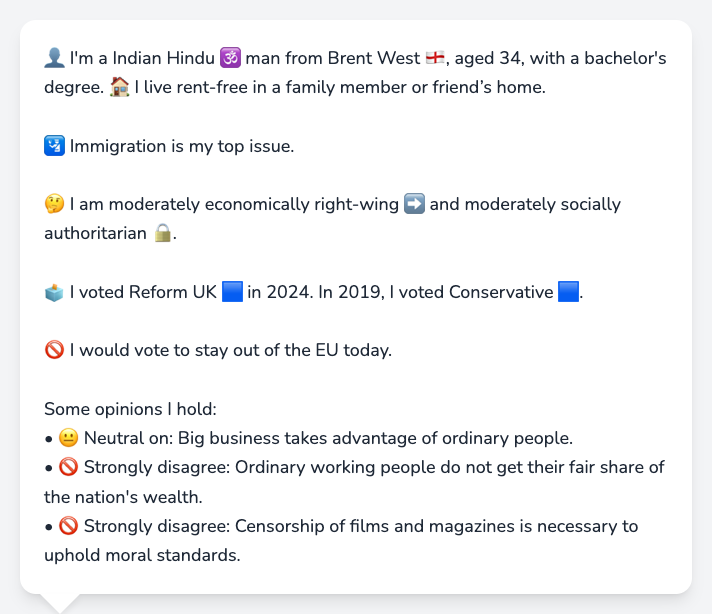 👤 I'm a Indian Hindu 🕉️ man from Brent West 🏴󠁧󠁢󠁥󠁮󠁧󠁿, aged 34, with a bachelor's
degree. 🏠 I live rent-free in a family member or friend’s home.
🛂 Immigration is my top issue.
🤔 I am moderately economically right-wing ➡️ and moderately socially
authoritarian 🔒.
🗳️ I voted Reform UK 🟦 in 2024. In 2019, I voted Conservative 🟦.
🚫 I would vote to stay out of the EU today.
Some opinions I hold:
• 😐 Neutral on: Big business takes advantage of ordinary people.
• 🚫 Strongly disagree: Ordinary working people do not get their fair share of
the nation's wealth.
• 🚫 Strongly disagree: Censorship of films and magazines is necessary to
uphold moral standards.